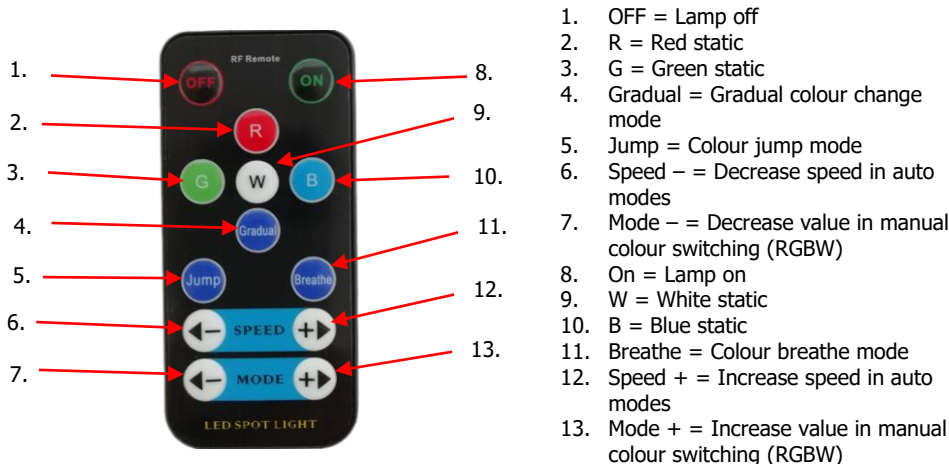 1.
2.
3.
4.
5.
6.
7.
8.
9.
10.
11.
12.
13.
RF Remote
OFF
ON
R
G
W
B
Gradual
Jump
Breathe
SPEED
MODE
LED SPOT LIGHT
1. OFF = Lamp off
2. R = Red static
3. G = Green static
4. Gradual = Gradual colour change
mode
5. Jump = Colour jump mode
6. Speed – = Decrease speed in auto
modes
7. Mode – = Decrease value in manual
colour switching (RGBW)
8. On = Lamp on
9. W = White static
10. B = Blue static
11. Breathe = Colour breathe mode
12. Speed + = Increase speed in auto
modes
13. Mode + = Increase value in manual
colour switching (RGBW)